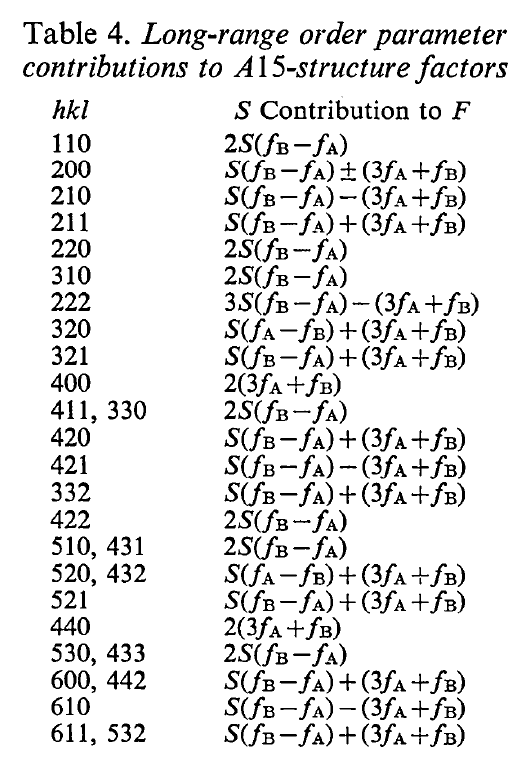 Table 4. Long-range order parameter
contributions to A15-structure factors
hkl S Contribution to F
110 2S(fB−fA)
200 S(fB−fA)±(3fA+fB)
210 S(fB−fA)−(3fA+fB)
211 S(fB−fA)+(3fA+fB)
220 2S(fB−fA)
310 2S(fB−fA)
222 3S(fB−fA)−(3fA+fB)
320 S(fA−fB)+(3fA+fB)
321 S(fB−fA)+(3fA+fB)
400 2(3fA+fB)
411, 330 2S(fB−fA)
420 S(fB−fA)+(3fA+fB)
421 S(fB−fA)−(3fA+fB)
332 S(fB−fA)+(3fA+fB)
422 2S(fB−fA)
510, 431 2S(fB−fA)
520, 432 S(fA−fB)+(3fA+fB)
521 S(fB−fA)+(3fA+fB)
440 2(3fA+fB)
530, 433 2S(fB−fA)
600, 442 S(fB−fA)+(3fA+fB)
610 S(fB−fA)−(3fA+fB)
611, 532 S(fB−fA)+(3fA+fB)